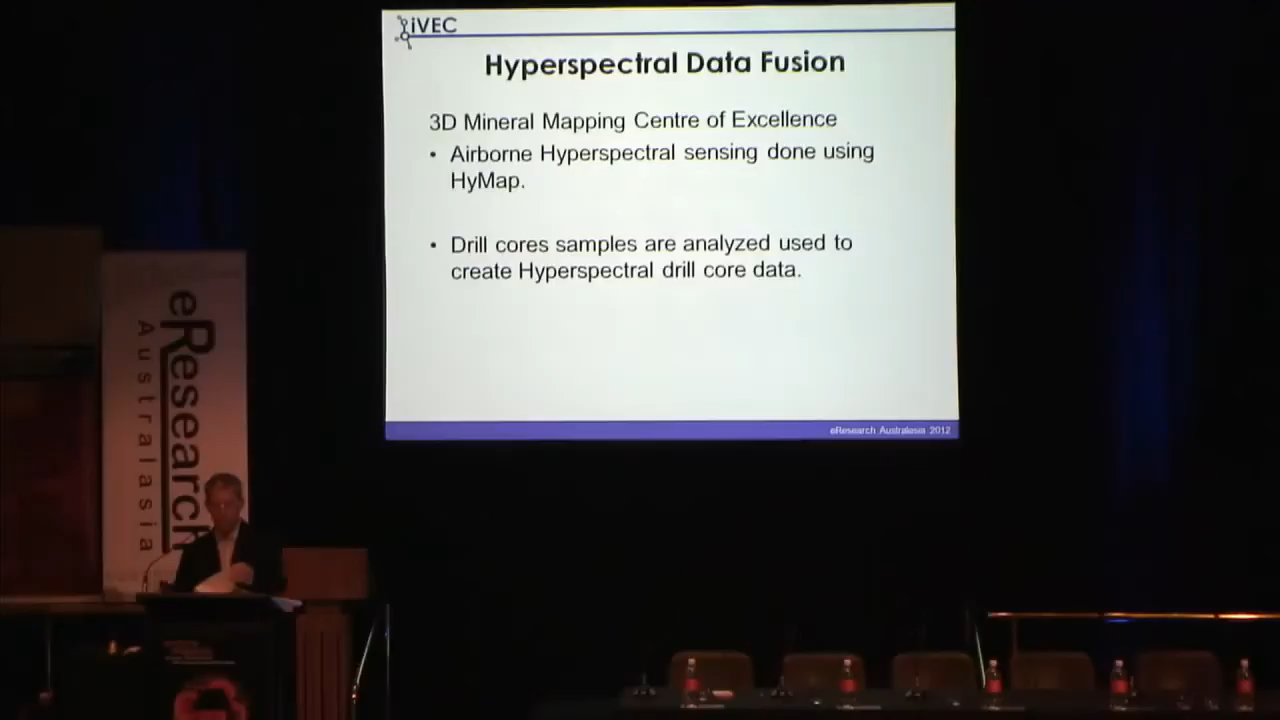 iVEC
Hyperspectral Data Fusion
3D Mineral Mapping Centre of Excellence
• Airborne Hyperspectral sensing done using
HyMap.
• Drill cores samples are analyzed used to
create Hyperspectral drill core data.
eResearch Australasia 2012
eResearch
Australasia